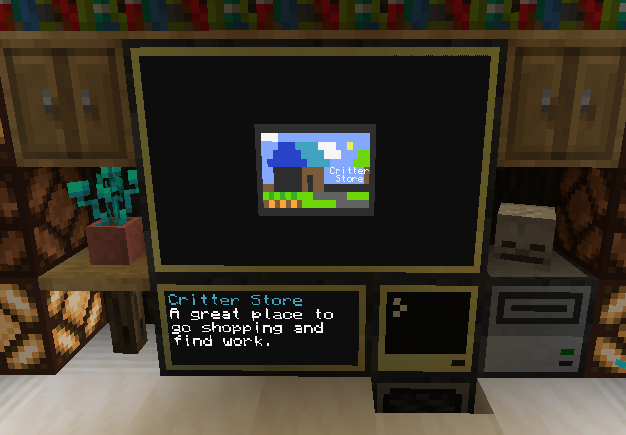 Critter
Store
Critter Store
A great place to
go shopping and
find work.
>